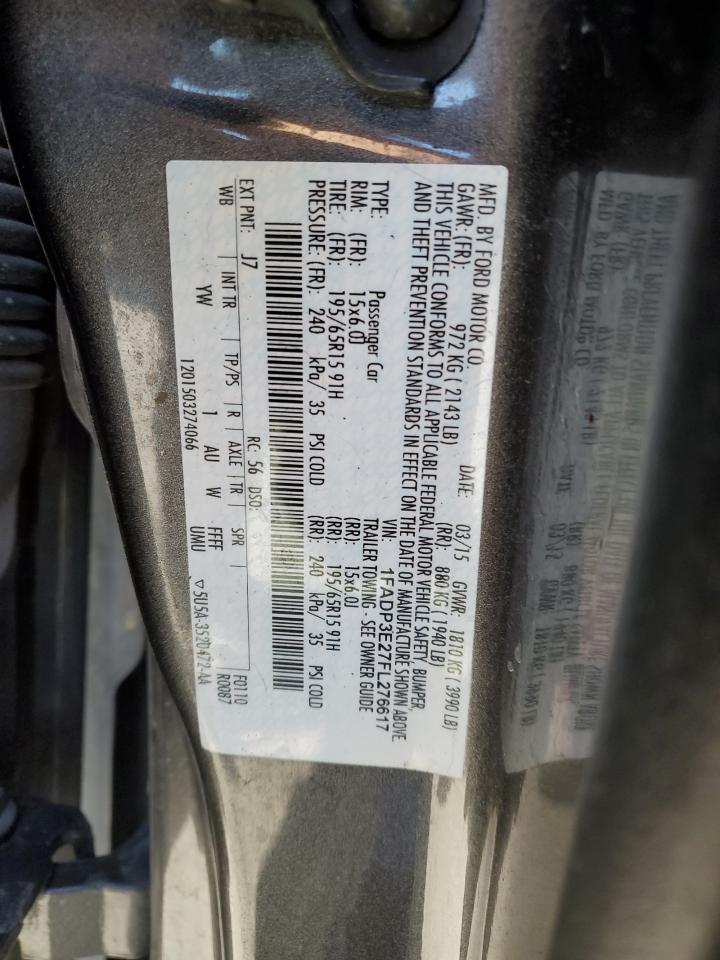 MFD. BY FORD MOTOR CO.
DATE: 03/15 GVWR: 1810 KG ( 3990 LB)
GAWR: (FR): 972 KG ( 2143 LB) (RR): 880 KG ( 1940 LB)
THIS VEHICLE CONFORMS TO ALL APPLICABLE FEDERAL MOTOR VEHICLE SAFETY, BUMPER,
AND THEFT PREVENTION STANDARDS IN EFFECT ON THE DATE OF MANUFACTURE SHOWN ABOVE
VIN: 1FADP3E27FL276617
TYPE: Passenger Car TRAILER TOWING - SEE OWNER GUIDE
RIM: (FR): 15x6.0J (RR): 15x6.0J
TIRE: (FR): 195/65R15 91H (RR): 195/65R15 91H
PRESSURE: (FR): 240 kPa/ 35 PSI COLD (RR): 240 kPa/ 35 PSI COLD
EXT PNT: J7 RC: 56 DSO: F0110
WB INT TR TP/PS R AXLE TR SPR R0087
YW 1 AU W FFFF
1201503274066 UMU ▽5U5A-3520472-AA